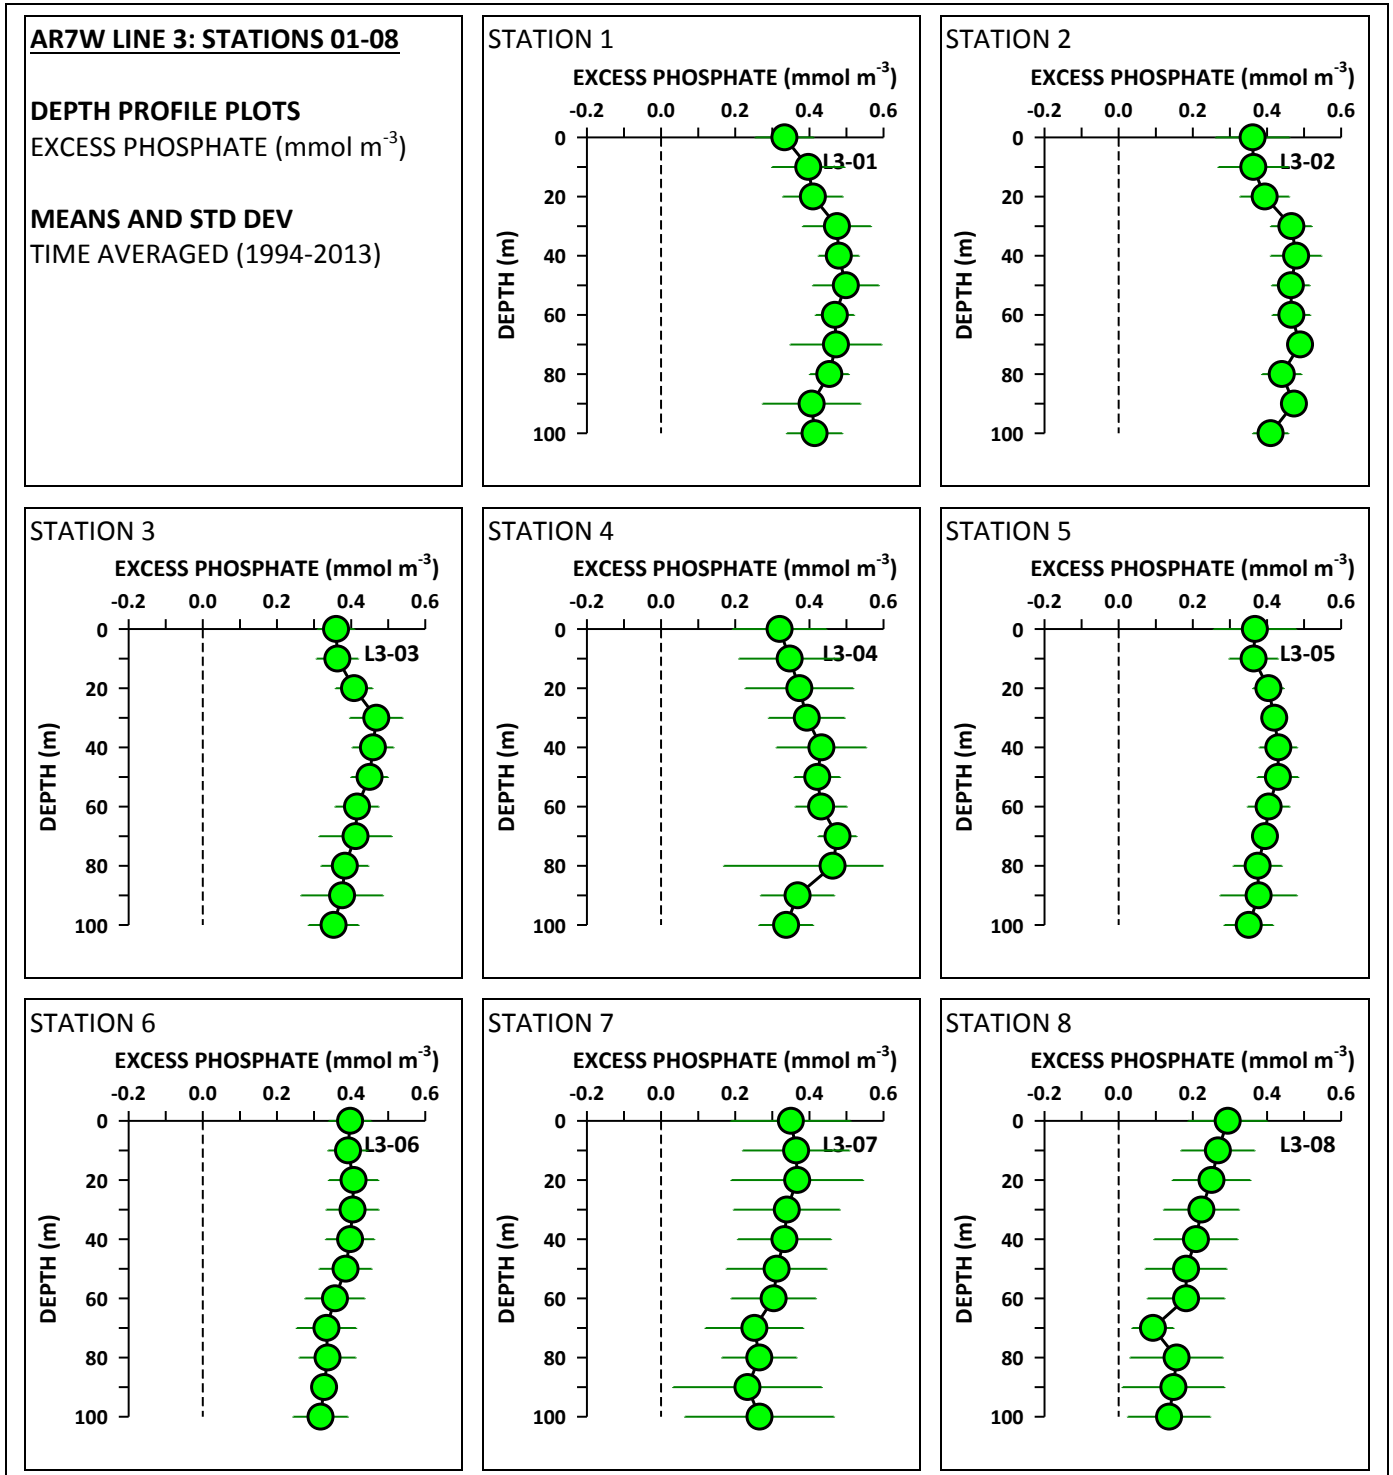 AR7W LINE 3: STATIONS 01-08
DEPTH PROFILE PLOTS
EXCESS PHOSPHATE (mmol m⁻³)
MEANS AND STD DEV
TIME AVERAGED (1994-2013)
STATION 1
EXCESS PHOSPHATE (mmol m⁻³)
-0.2 0.0 0.2 0.4 0.6
0
L3-01
20
40
DEPTH (m)
60
80
100
STATION 2
EXCESS PHOSPHATE (mmol m⁻³)
-0.2 0.0 0.2 0.4 0.6
0
L3-02
20
40
DEPTH (m)
60
80
100
STATION 3
EXCESS PHOSPHATE (mmol m⁻³)
-0.2 0.0 0.2 0.4 0.6
0
L3-03
20
40
DEPTH (m)
60
80
100
STATION 4
EXCESS PHOSPHATE (mmol m⁻³)
-0.2 0.0 0.2 0.4 0.6
0
L3-04
20
40
DEPTH (m)
60
80
100
STATION 5
EXCESS PHOSPHATE (mmol m⁻³)
-0.2 0.0 0.2 0.4 0.6
0
L3-05
20
40
DEPTH (m)
60
80
100
STATION 6
EXCESS PHOSPHATE (mmol m⁻³)
-0.2 0.0 0.2 0.4 0.6
0
L3-06
20
40
DEPTH (m)
60
80
100
STATION 7
EXCESS PHOSPHATE (mmol m⁻³)
-0.2 0.0 0.2 0.4 0.6
0
L3-07
20
40
DEPTH (m)
60
80
100
STATION 8
EXCESS PHOSPHATE (mmol m⁻³)
-0.2 0.0 0.2 0.4 0.6
0
L3-08
20
40
DEPTH (m)
60
80
100